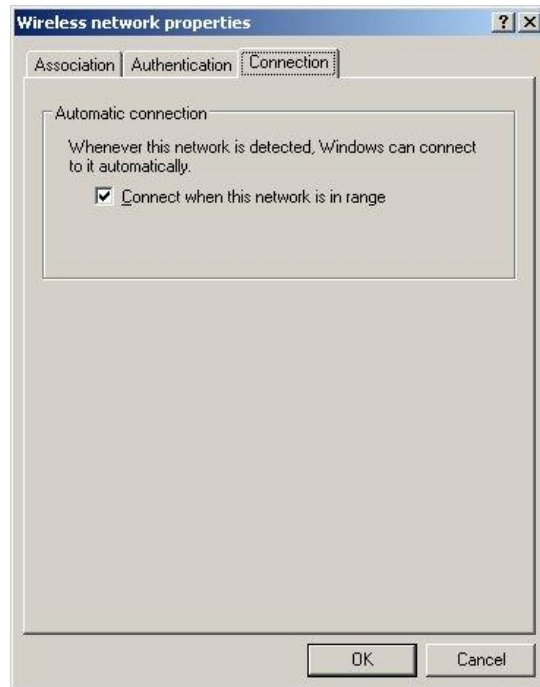 Wireless network properties
Association Authentication Connection
Automatic connection
Whenever this network is detected, Windows can connect
to it automatically.
Connect when this network is in range
OK Cancel